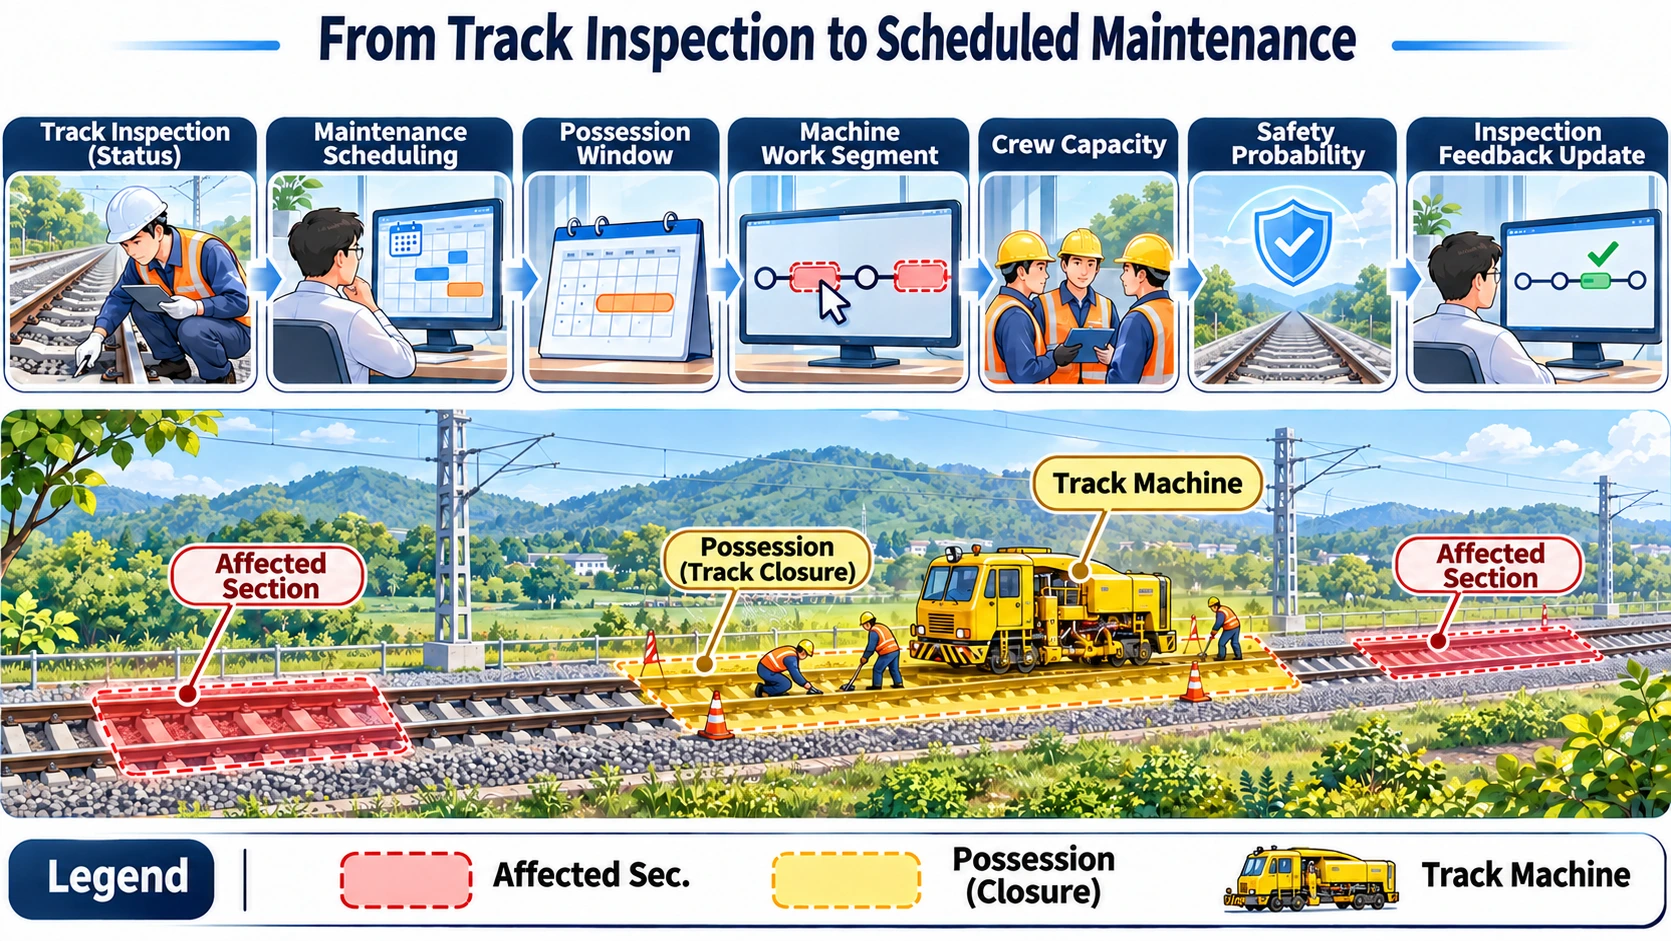 From Track Inspection to Scheduled Maintenance
Track Inspection
(Status)
Maintenance
Scheduling
Possession
Window
Machine
Work Segment
Crew Capacity
Safety
Probability
Inspection
Feedback Update
Affected
Section
Possession
(Track Closure)
Track Machine
Affected
Section
Legend
Affected Sec.
Possession
(Closure)
Track Machine